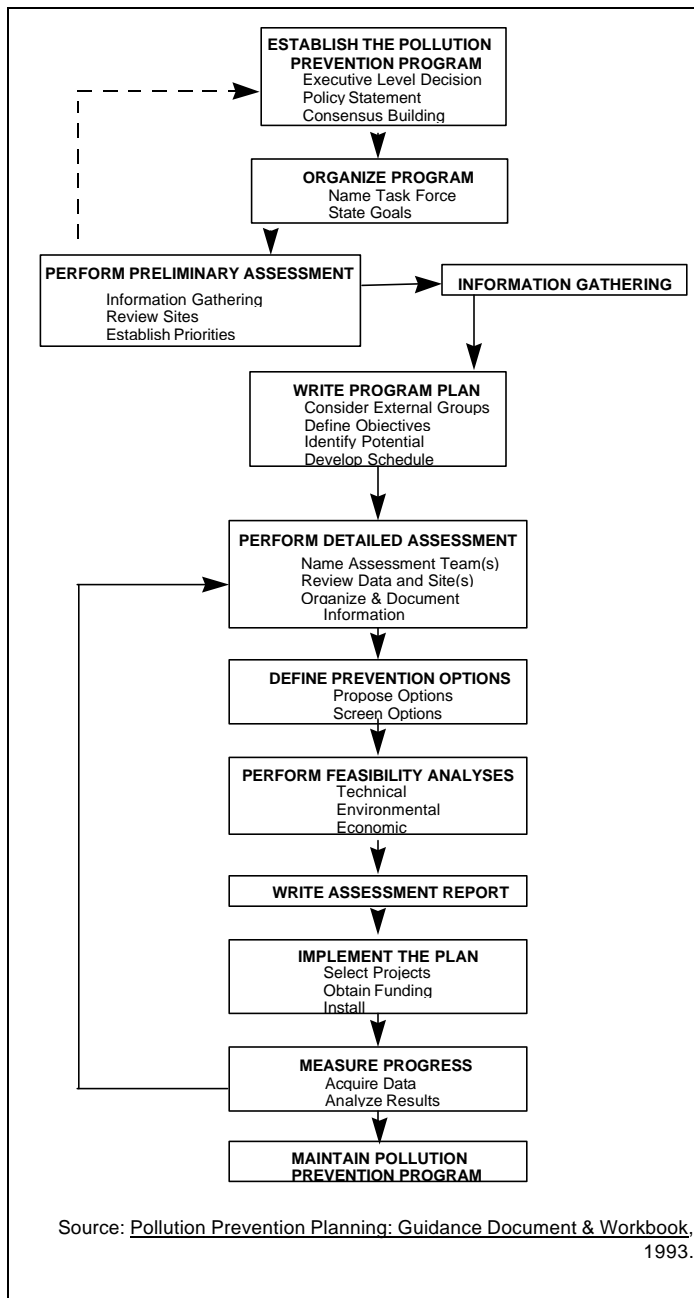 ESTABLISH THE POLLUTION
PREVENTION PROGRAM
Executive Level Decision
Policy Statement
Consensus Building
ORGANIZE PROGRAM
Name Task Force
State Goals
PERFORM PRELIMINARY ASSESSMENT
Information Gathering
Review Sites
Establish Priorities
INFORMATION GATHERING
WRITE PROGRAM PLAN
Consider External Groups
Define Objectives
Identify Potential
Develop Schedule
PERFORM DETAILED ASSESSMENT
Name Assessment Team(s)
Review Data and Site(s)
Organize & Document
Information
DEFINE PREVENTION OPTIONS
Propose Options
Screen Options
PERFORM FEASIBILITY ANALYSES
Technical
Environmental
Economic
WRITE ASSESSMENT REPORT
IMPLEMENT THE PLAN
Select Projects
Obtain Funding
Install
MEASURE PROGRESS
Acquire Data
Analyze Results
MAINTAIN POLLUTION
PREVENTION PROGRAM
Source: Pollution Prevention Planning: Guidance Document & Workbook,
1993.